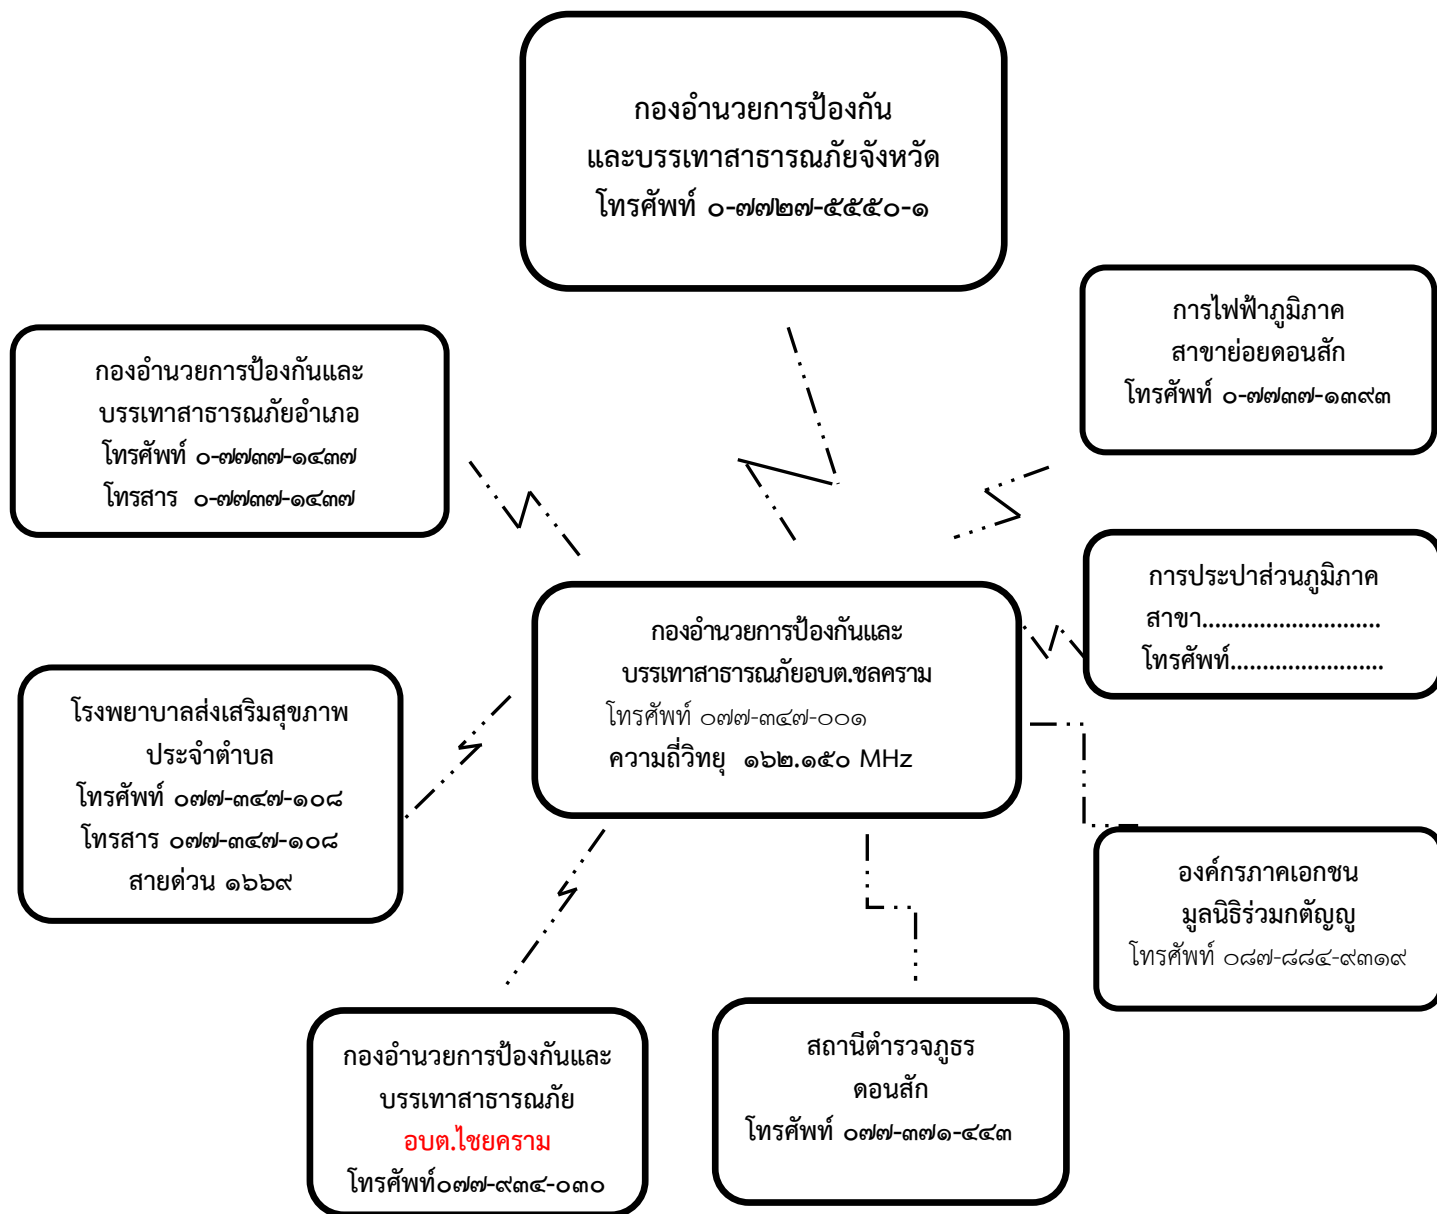 กองอำนวยการป้องกัน
และบรรเทาสาธารณภัยจังหวัด
โทรศัพท์ ๐-๗๗๒๗-๕๕๕๐-๑
การไฟฟ้าภูมิภาค
สาขาย่อยดอนสัก
โทรศัพท์ ๐-๗๗๓๗-๑๓๙๓
กองอำนวยการป้องกันและ
บรรเทาสาธารณภัยอำเภอ
โทรศัพท์ ๐-๗๗๓๗-๑๔๓๗
โทรสาร ๐-๗๗๓๗-๑๔๓๗
การประปาส่วนภูมิภาค
สาขา............................
โทรศัพท์........................
กองอำนวยการป้องกันและ
บรรเทาสาธารณภัยอบต.ชลคราม
โทรศัพท์ ๐๗๗-๓๔๗-๐๐๑
ความถี่วิทยุ ๑๖๒.๑๕๐ MHz
โรงพยาบาลส่งเสริมสุขภาพ
ประจำตำบล
โทรศัพท์ ๐๗๗-๓๔๗-๑๐๘
โทรสาร ๐๗๗-๓๔๗-๑๐๘
สายด่วน ๑๖๖๙
องค์กรภาคเอกชน
มูลนิธิร่วมกตัญญู
โทรศัพท์ ๐๘๗-๘๘๔-๙๓๑๙
กองอำนวยการป้องกันและ
บรรเทาสาธารณภัย
อบต.ไชยคราม
โทรศัพท์๐๗๗-๙๓๔-๐๓๐
สถานีตำรวจภูธร
ดอนสัก
โทรศัพท์ ๐๗๗-๓๗๑-๔๔๓